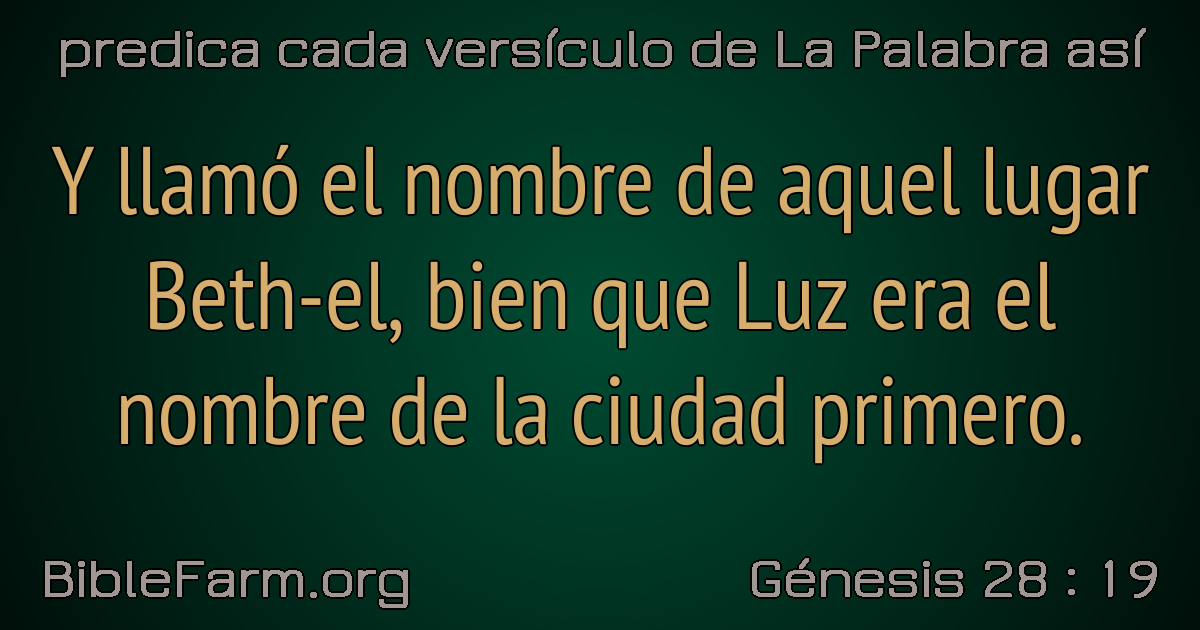 predica cada versículo de La Palabra así
Y llamó el nombre de aquel lugar
Beth-el, bien que Luz era el
nombre de la ciudad primero.
BibleFarm.org
Génesis 28 : 19